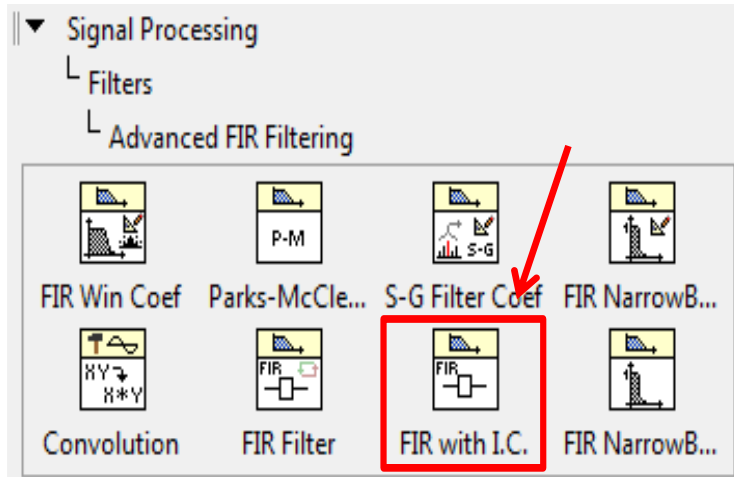 Signal Processing
Filters
Advanced FIR Filtering
P-M
S-G
FIR Win Coef Parks-McCle... S-G Filter Coef FIR NarrowB...
XY
X*Y
FIR
FIR
Convolution FIR Filter FIR with I.C. FIR NarrowB...